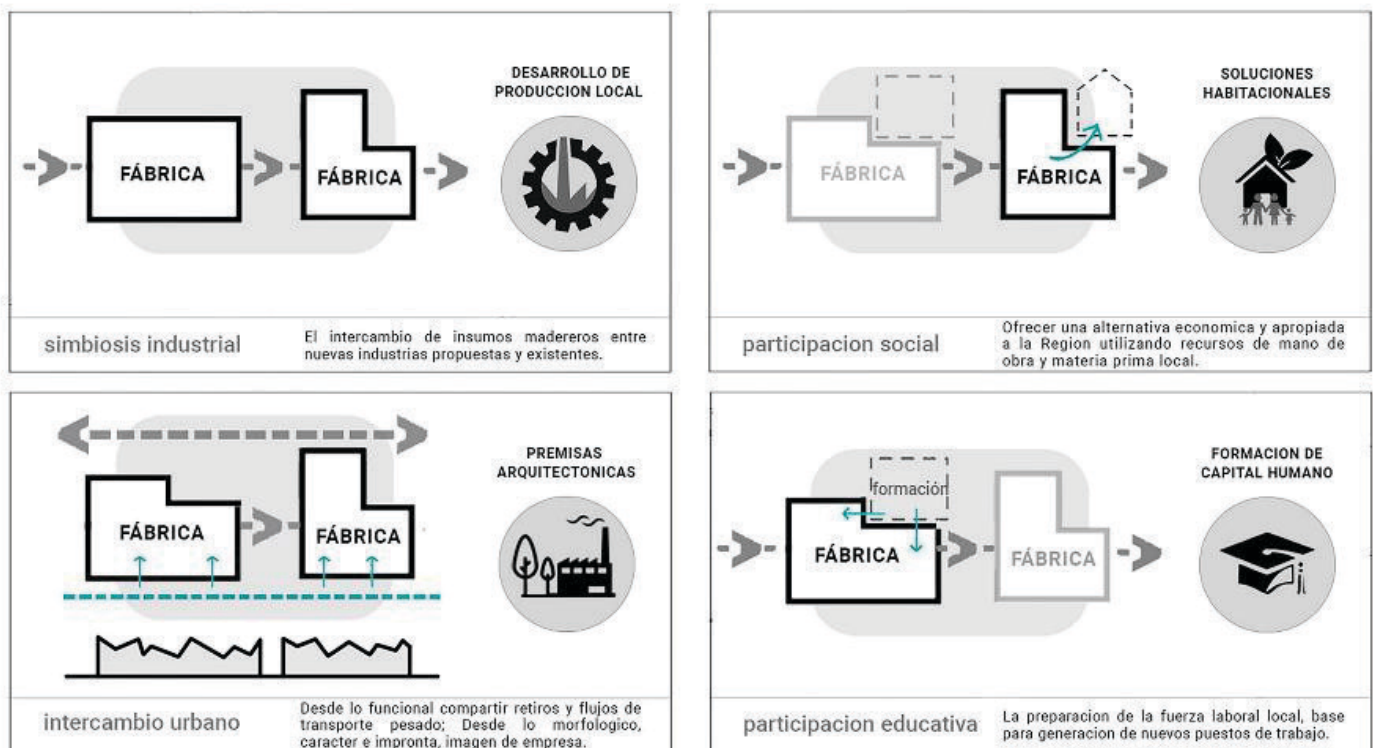 DESARROLLO DE
PRODUCCION LOCAL
FÁBRICA
FÁBRICA
simbiosis industrial
El intercambio de insumos madereros entre
nuevas industrias propuestas y existentes.
SOLUCIONES
HABITACIONALES
FÁBRICA
FÁBRICA
participacion social
Ofrecer una alternativa economica y apropiada
a la Region utilizando recursos de mano de
obra y materia prima local.
PREMISAS
ARQUITECTONICAS
FÁBRICA
FÁBRICA
intercambio urbano
Desde lo funcional compartir retiros y flujos de
transporte pesado; Desde lo morfologico,
caracter e impronta, imagen de empresa.
FORMACION DE
CAPITAL HUMANO
formación
FÁBRICA
FÁBRICA
participacion educativa
La preparacion de la fuerza laboral local, base
para generacion de nuevos puestos de trabajo.